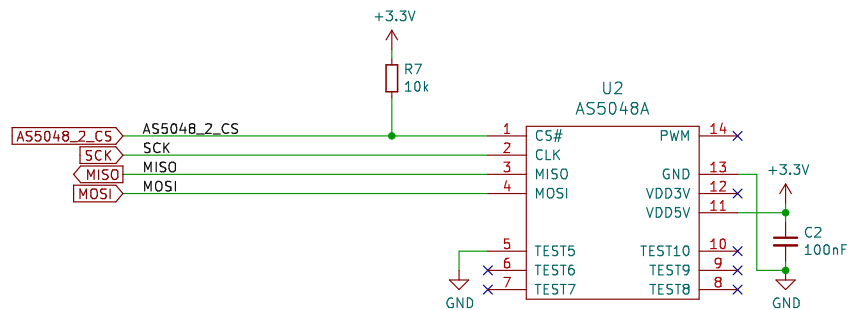 +3.3V
R7
10k
U2
AS5048A
AS5048_2_CS AS5048_2_CS 1 CS# PWM 14
SCK SCK 2 CLK
MISO MISO 3 MISO GND 13
MOSI MOSI 4 MOSI VDD3V 12
+3.3V
VDD5V 11
C2
100nF
5 TEST5 TEST10 10
6 TEST6 TEST9 9
7 TEST7 TEST8 8
GND GND